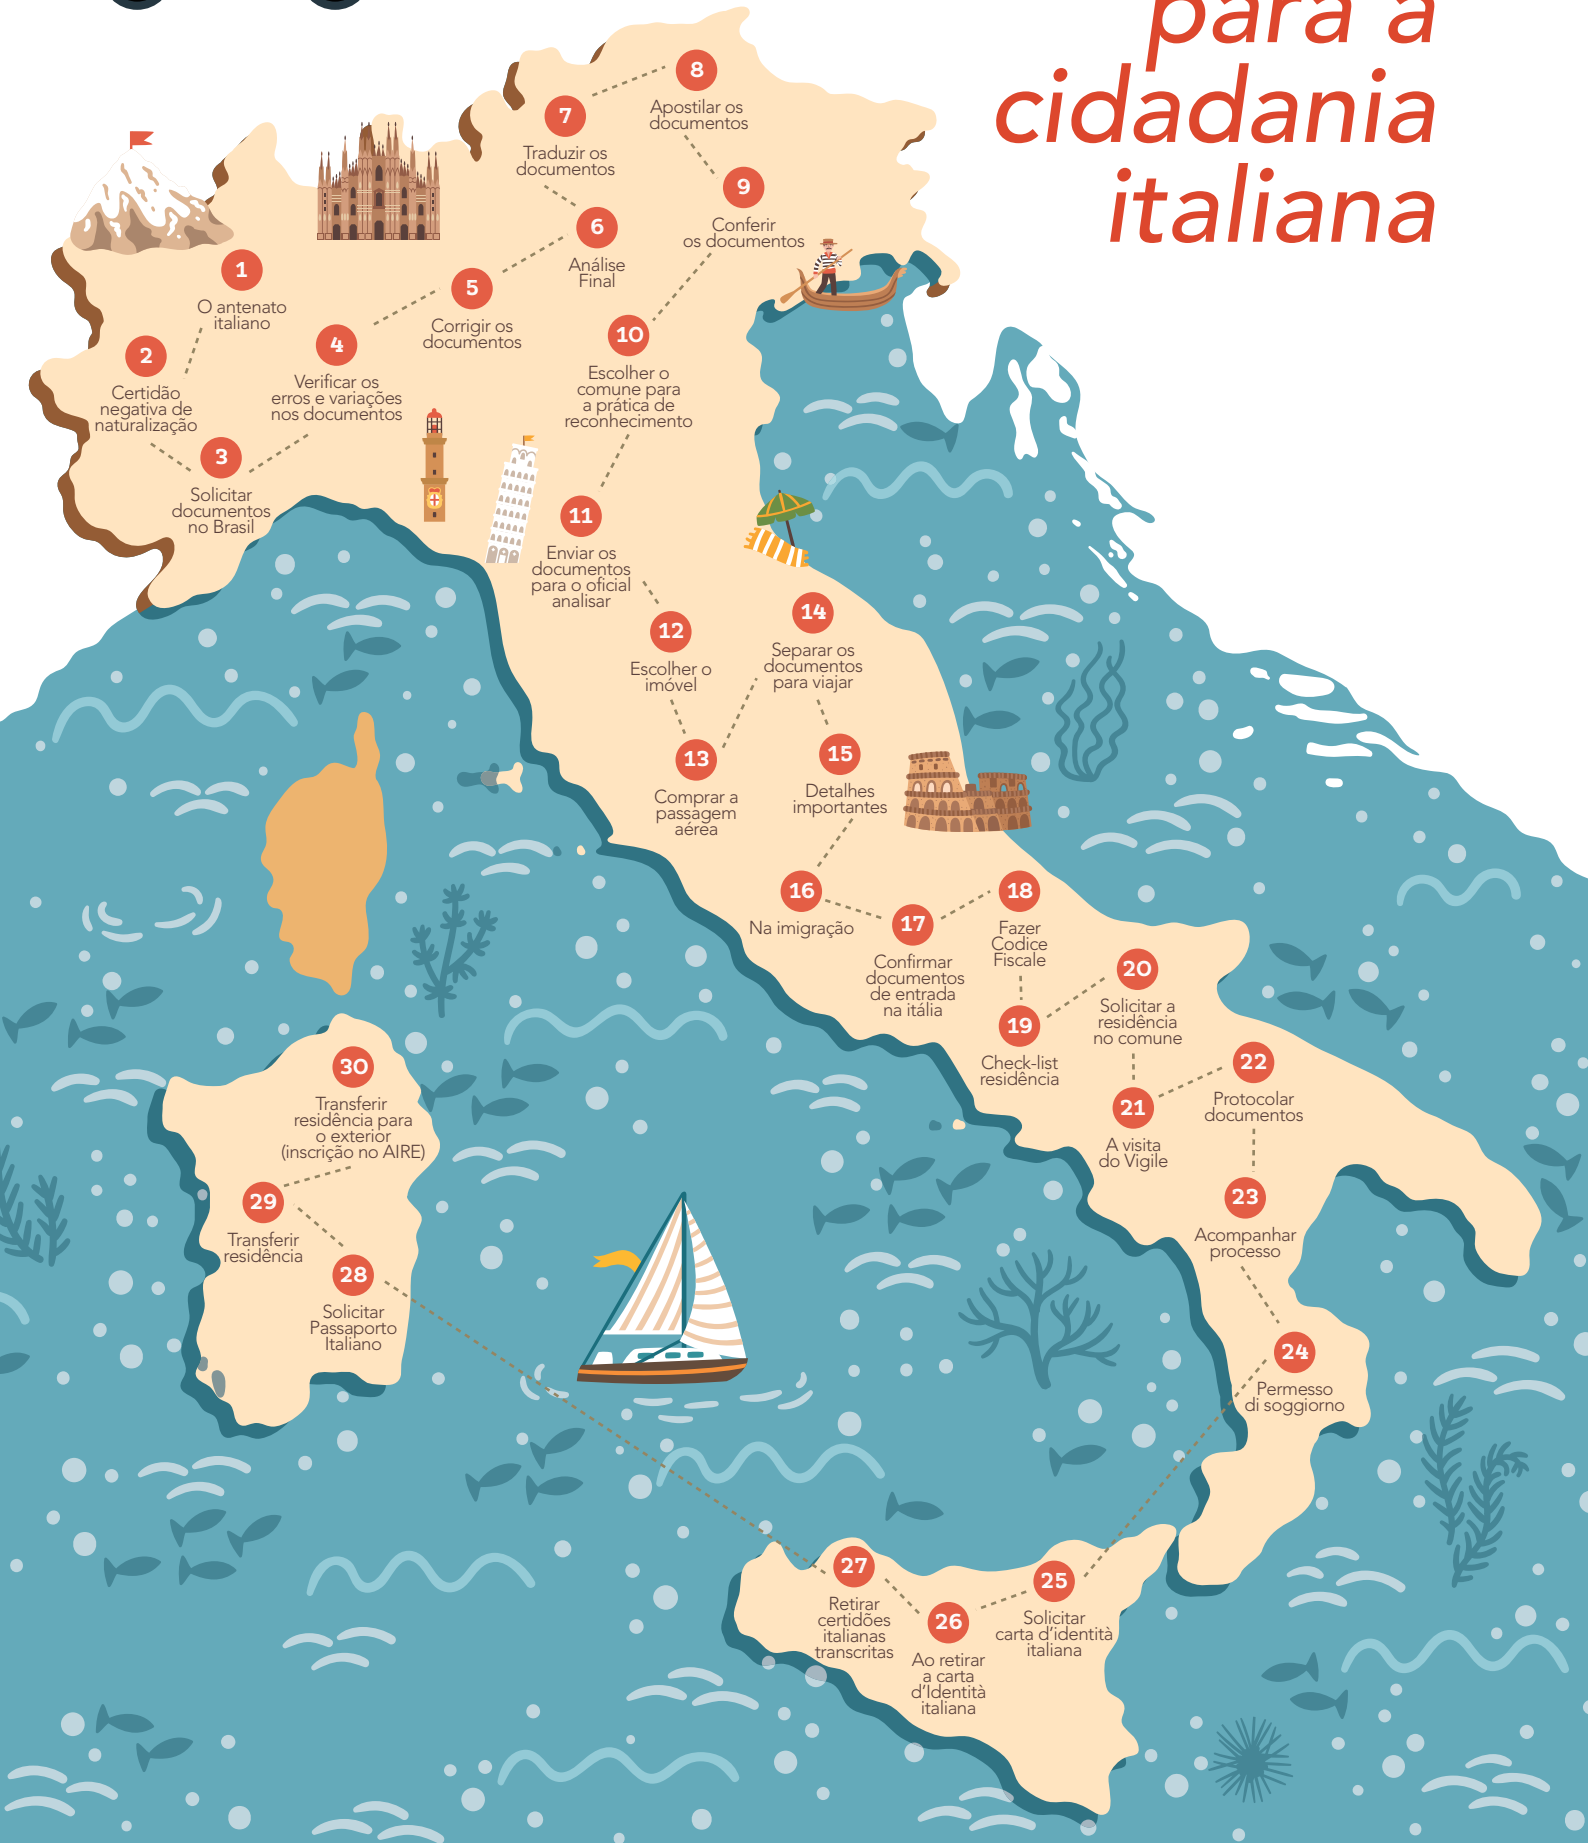 para a
cidadania
italiana
1
O antenato
italiano
2
Certidão
negativa de
naturalização
3
Solicitar
documentos
no Brasil
4
Verificar os
erros e variações
nos documentos
5
Corrigir os
documentos
6
Análise
Final
7
Traduzir os
documentos
8
Apostilar os
documentos
9
Conferir
os documentos
10
Escolher o
comune para
a prática de
reconhecimento
11
Enviar os
documentos
para o oficial
analisar
12
Escolher o
imóvel
13
Comprar a
passagem
aérea
14
Separar os
documentos
para viajar
15
Detalhes
importantes
16
Na imigração
17
Confirmar
documentos
de entrada
na itália
18
Fazer
Codice
Fiscale
19
Check-list
residência
20
Solicitar a
residência
no comune
21
A visita
do Vigile
22
Protocolar
documentos
23
Acompanhar
processo
24
Permesso
di soggiorno
25
Solicitar
carta d'identità
italiana
26
Ao retirar
a carta
d'Identità
italiana
27
Retirar
certidões
italianas
transcritas
28
Solicitar
Passaporto
Italiano
29
Transferir
residência
30
Transferir
residência para
o exterior
(inscrição no AIRE)